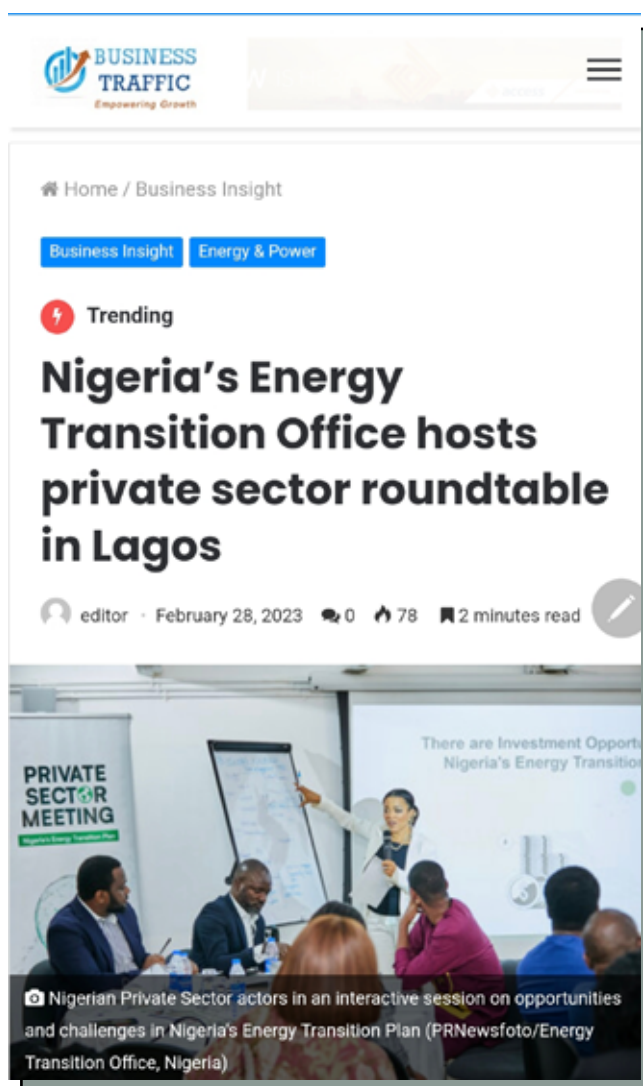 BUSINESS
TRAFFIC
Empowering Growth
access
Home / Business Insight
Business Insight
Energy & Power
Trending
Nigeria's Energy
Transition Office hosts
private sector roundtable
in Lagos
editor · February 28, 2023 0 78 2 minutes read
PRIVATE
SECTOR
MEETING
Nigeria's Energy Transition Plan
There are Investment Opport
Nigeria's Energy Transition
Nigerian Private Sector actors in an interactive session on opportunities
and challenges in Nigeria's Energy Transition Plan (PRNewsfoto/Energy
Transition Office, Nigeria)